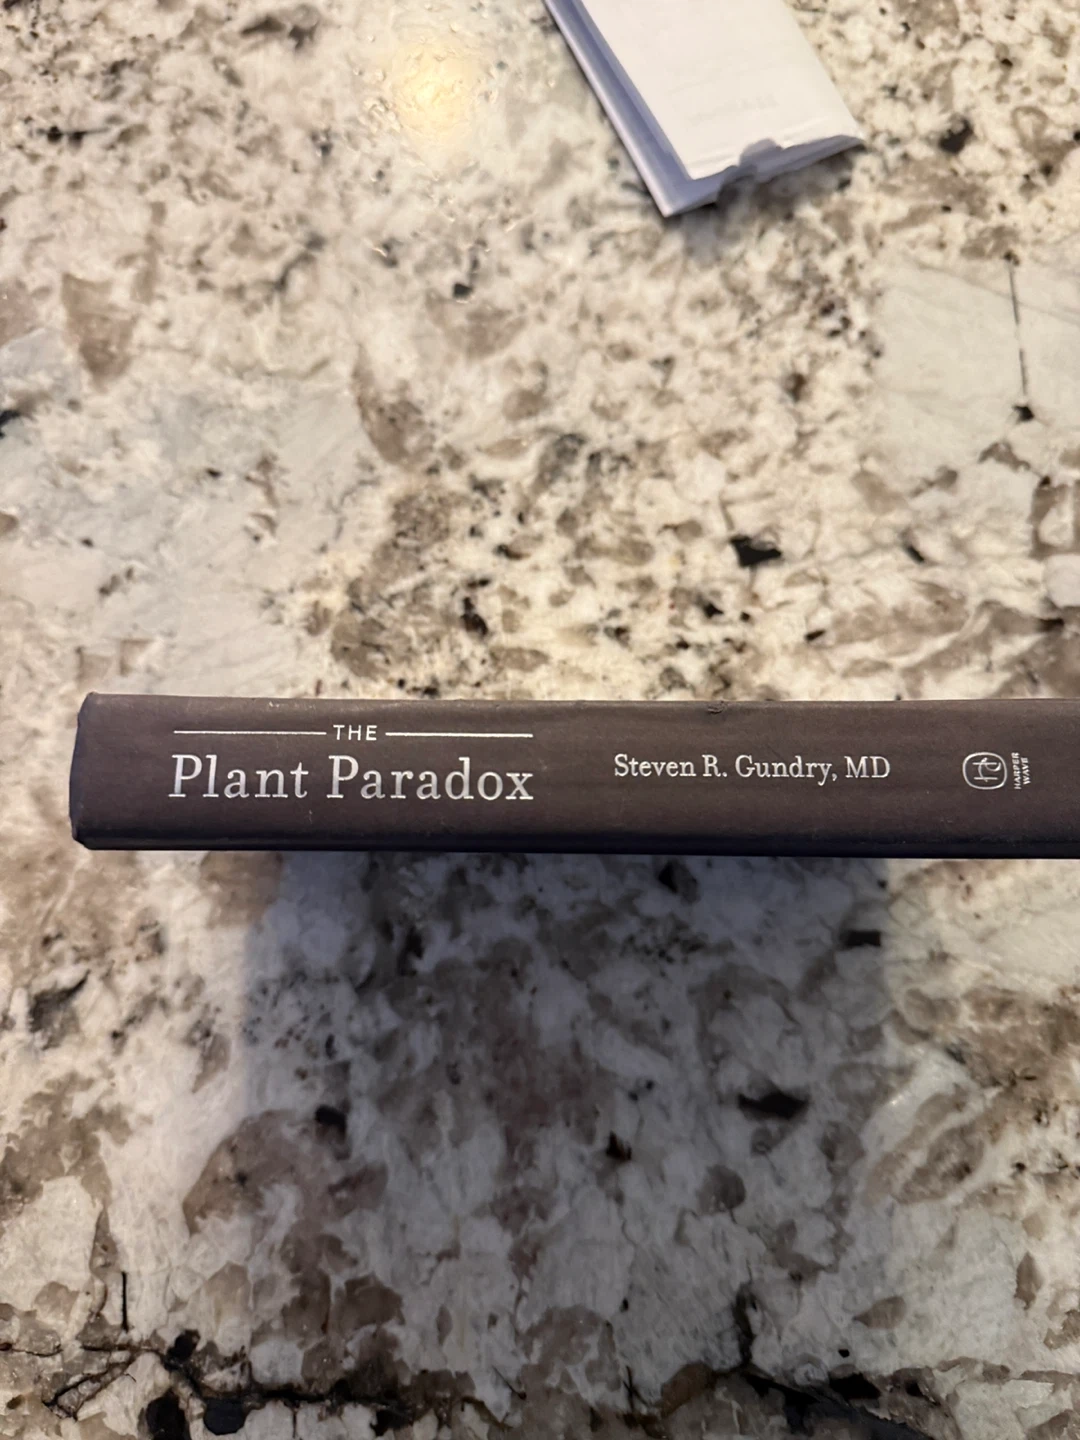 THE
Plant Paradox
Steven R. Gundry, MD
HARPER
WAVE